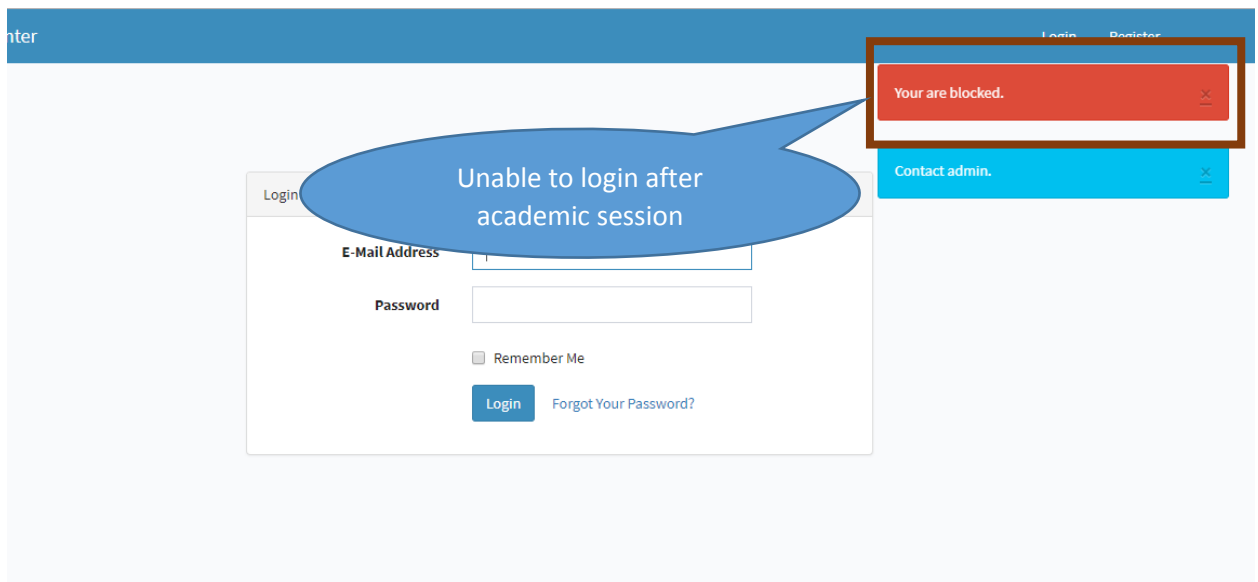 nter
Login Register
Your are blocked. ×
Contact admin. ×
Unable to login after
academic session
Login
E-Mail Address
Password
Remember Me
Login Forgot Your Password?